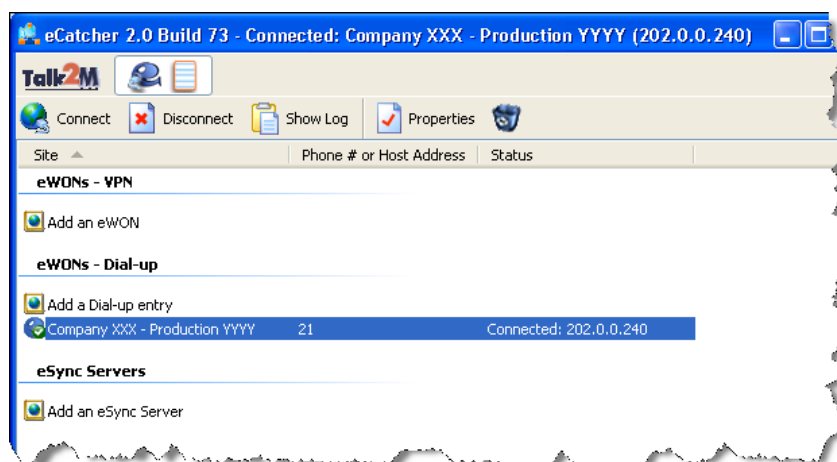 eCatcher 2.0 Build 73 - Connected: Company XXX - Production YYYY (202.0.0.240)
Talk2M
Connect Disconnect Show Log Properties
Site Phone # or Host Address Status
eWONs - VPN
Add an eWON
eWONs - Dial-up
Add a Dial-up entry
Company XXX - Production YYYY 21 Connected: 202.0.0.240
eSync Servers
Add an eSync Server